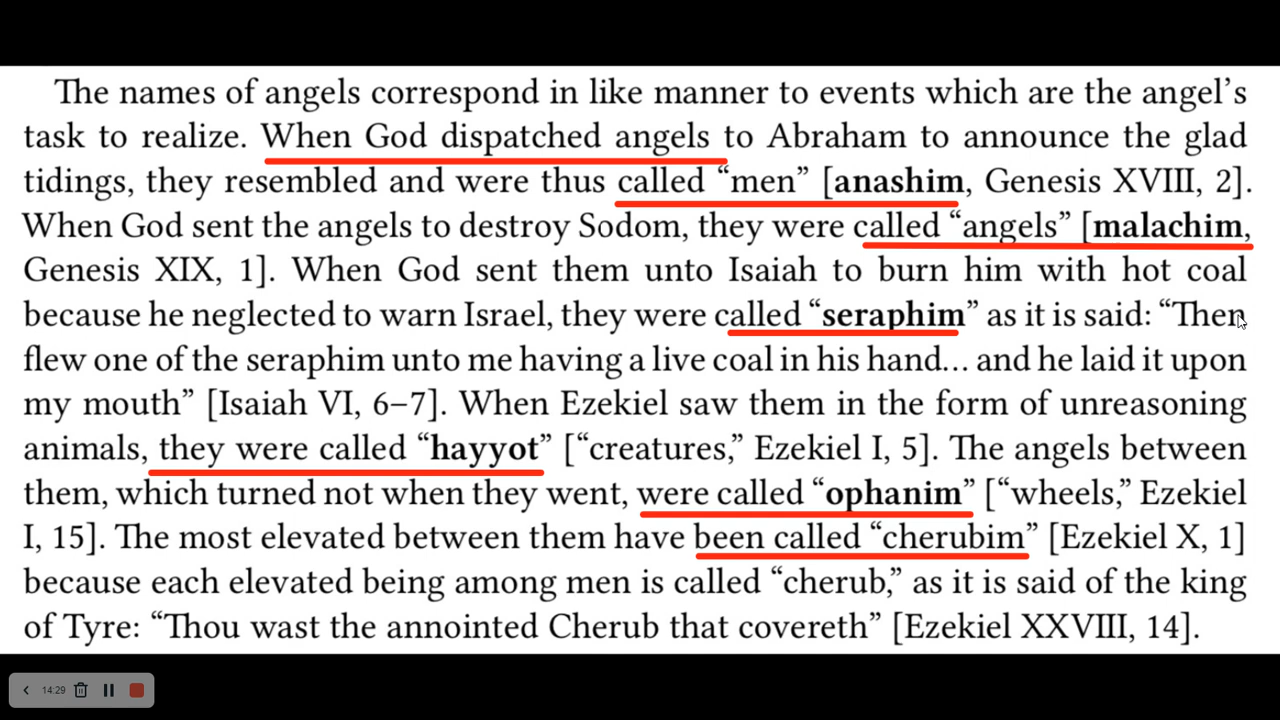 The names of angels correspond in like manner to events which are the angel’s
task to realize. When God dispatched angels to Abraham to announce the glad
tidings, they resembled and were thus called “men” [anashim, Genesis XVIII, 2].
When God sent the angels to destroy Sodom, they were called “angels” [malachim,
Genesis XIX, 1]. When God sent them unto Isaiah to burn him with hot coal
because he neglected to warn Israel, they were called “seraphim” as it is said: “Then
flew one of the seraphim unto me having a live coal in his hand... and he laid it upon
my mouth” [Isaiah VI, 6–7]. When Ezekiel saw them in the form of unreasoning
animals, they were called “hayyot” [“creatures,” Ezekiel I, 5]. The angels between
them, which turned not when they went, were called “ophanim” [“wheels,” Ezekiel
I, 15]. The most elevated between them have been called “cherubim” [Ezekiel X, 1]
because each elevated being among men is called “cherub,” as it is said of the king
of Tyre: “Thou wast the annointed Cherub that covereth” [Ezekiel XXVIII, 14].
14:29